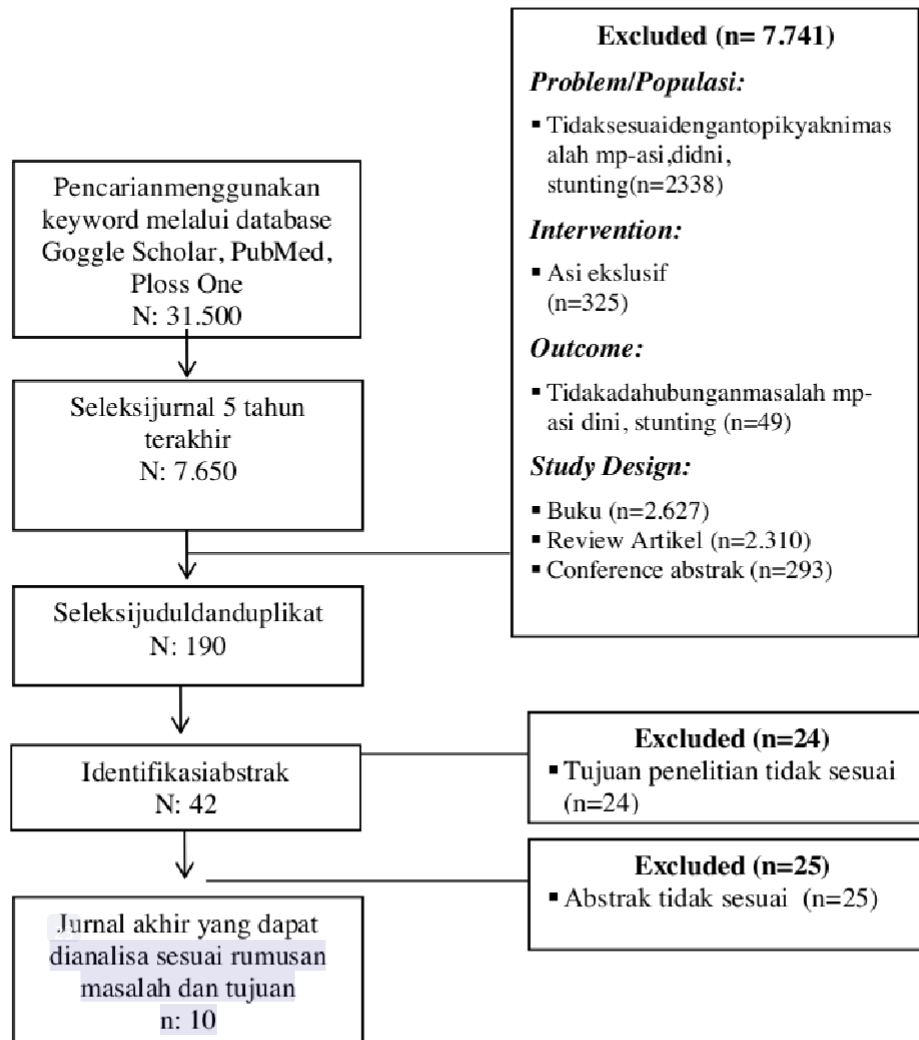 Pencarianmenggunakan
keyword melalui database
Goggle Scholar, PubMed,
Ploss One
N: 31.500
Seleksijurnal 5 tahun
terakhir
N: 7.650
Excluded (n= 7.741)
Problem/Populasi:
▪ Tidaksesuaidengantopikyaknimas
alah mp-asi,didni,
stunting(n=2338)
Intervention:
▪ Asi ekslusif
(n=325)
Outcome:
▪ Tidakadahubunganmasalah mp-
asi dini, stunting (n=49)
Study Design:
▪ Buku (n=2.627)
▪ Review Artikel (n=2.310)
▪ Conference abstrak (n=293)
Seleksijuduldanduplikat
N: 190
Identifikasiabstrak
N: 42
Excluded (n=24)
▪ Tujuan penelitian tidak sesuai
(n=24)
Excluded (n=25)
▪ Abstrak tidak sesuai (n=25)
Jurnal akhir yang dapat
dianalisa sesuai rumusan
masalah dan tujuan
n: 10